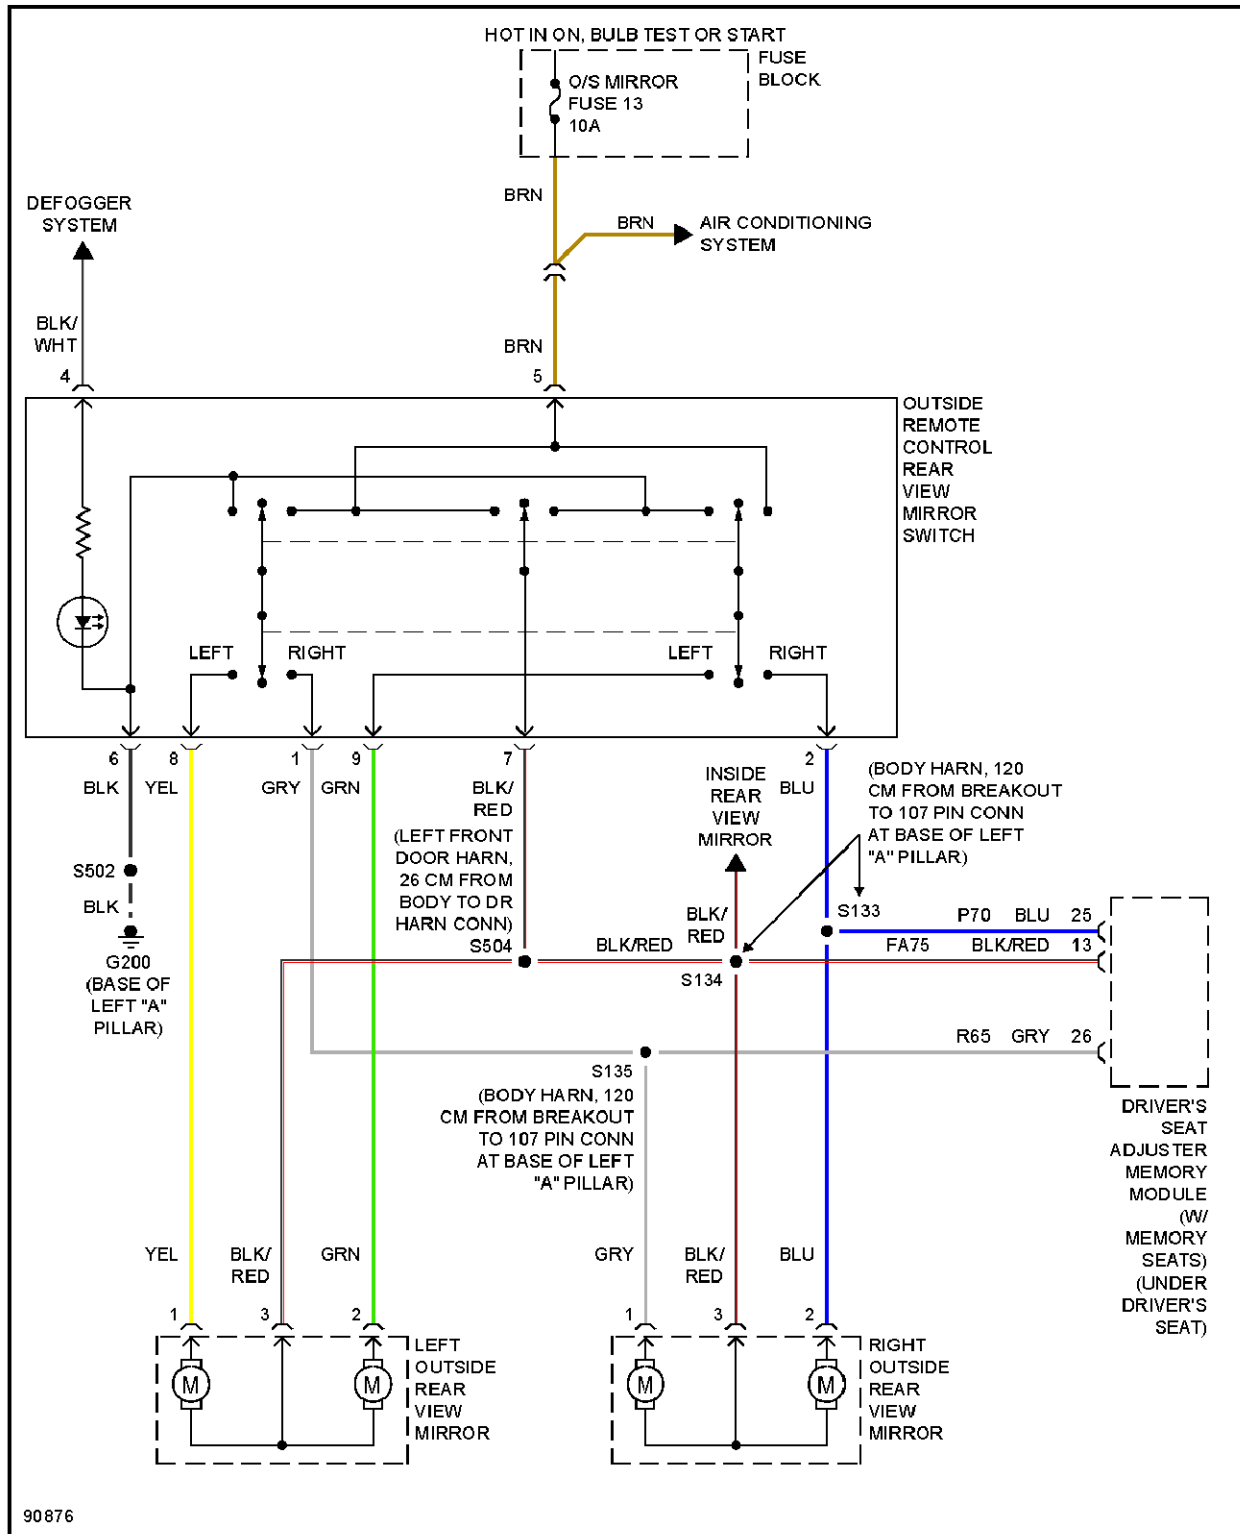 HOT IN ON, BULB TEST OR START
FUSE
BLOCK
O/S MIRROR
FUSE 13
10A
BRN
BRN
AIR CONDITIONING
SYSTEM
DEFOGGER
SYSTEM
BLK/
WHT
BRN
4
5
OUTSIDE
REMOTE
CONTROL
REAR
VIEW
MIRROR
SWITCH
LEFT
RIGHT
LEFT
RIGHT
6
8
1
9
7
2
BLK
YEL
GRY
GRN
BLK/
RED
BLU
INSIDE
REAR
VIEW
MIRROR
(BODY HARN, 120
CM FROM BREAKOUT
TO 107 PIN CONN
AT BASE OF LEFT
"A" PILLAR)
(LEFT FRONT
DOOR HARN,
26 CM FROM
BODY TO DR
HARN CONN)
S504
S502
BLK
G200
(BASE OF
LEFT "A"
PILLAR)
BLK/RED
BLK/
RED
S134
S133
P70 BLU 25
FA75 BLK/RED 13
R65 GRY 26
S135
(BODY HARN, 120
CM FROM BREAKOUT
TO 107 PIN CONN
AT BASE OF LEFT
"A" PILLAR)
DRIVER'S
SEAT
ADJUSTER
MEMORY
MODULE
(W/
MEMORY
SEATS)
(UNDER
DRIVER'S
SEAT)
YEL
BLK/
RED
GRN
GRY
BLK/
RED
BLU
1
3
2
1
3
2
M
M
LEFT
OUTSIDE
REAR
VIEW
MIRROR
M
M
RIGHT
OUTSIDE
REAR
VIEW
MIRROR
90876